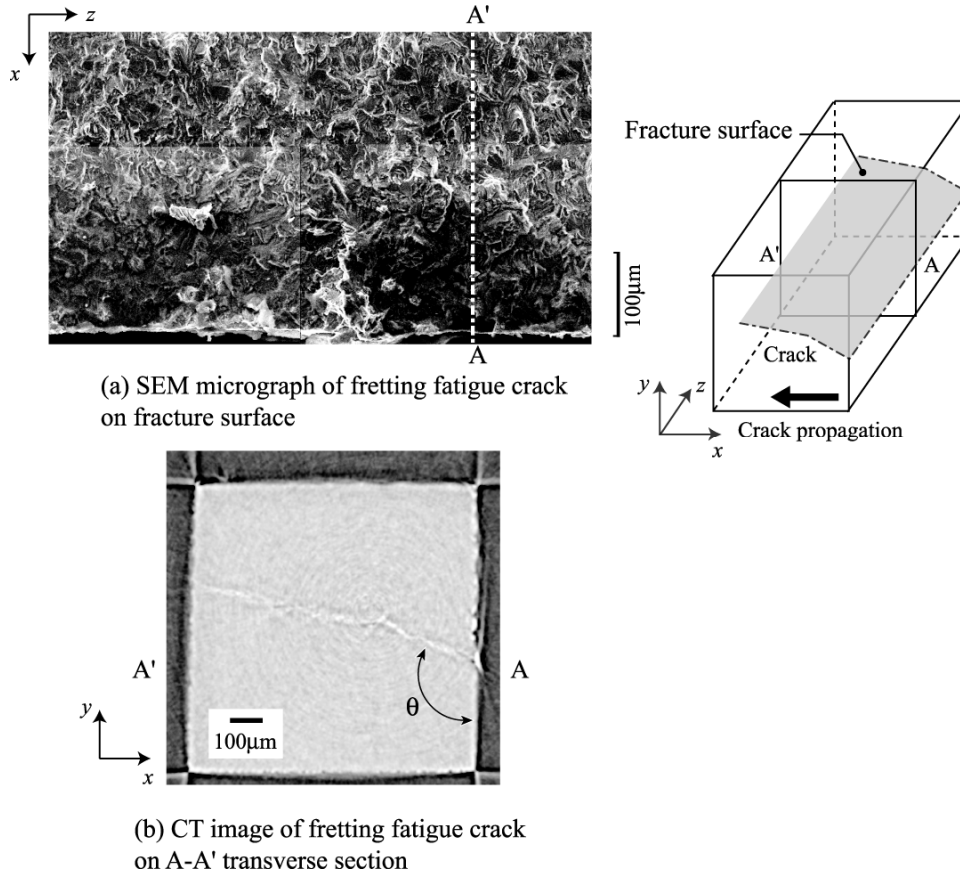 z
x
A'
A
100μm
(a) SEM micrograph of fretting fatigue crack
on fracture surface
Fracture surface
A'
A
Crack
y
z
x
Crack propagation
A'
A
θ
y
x
100μm
(b) CT image of fretting fatigue crack
on A-A' transverse section